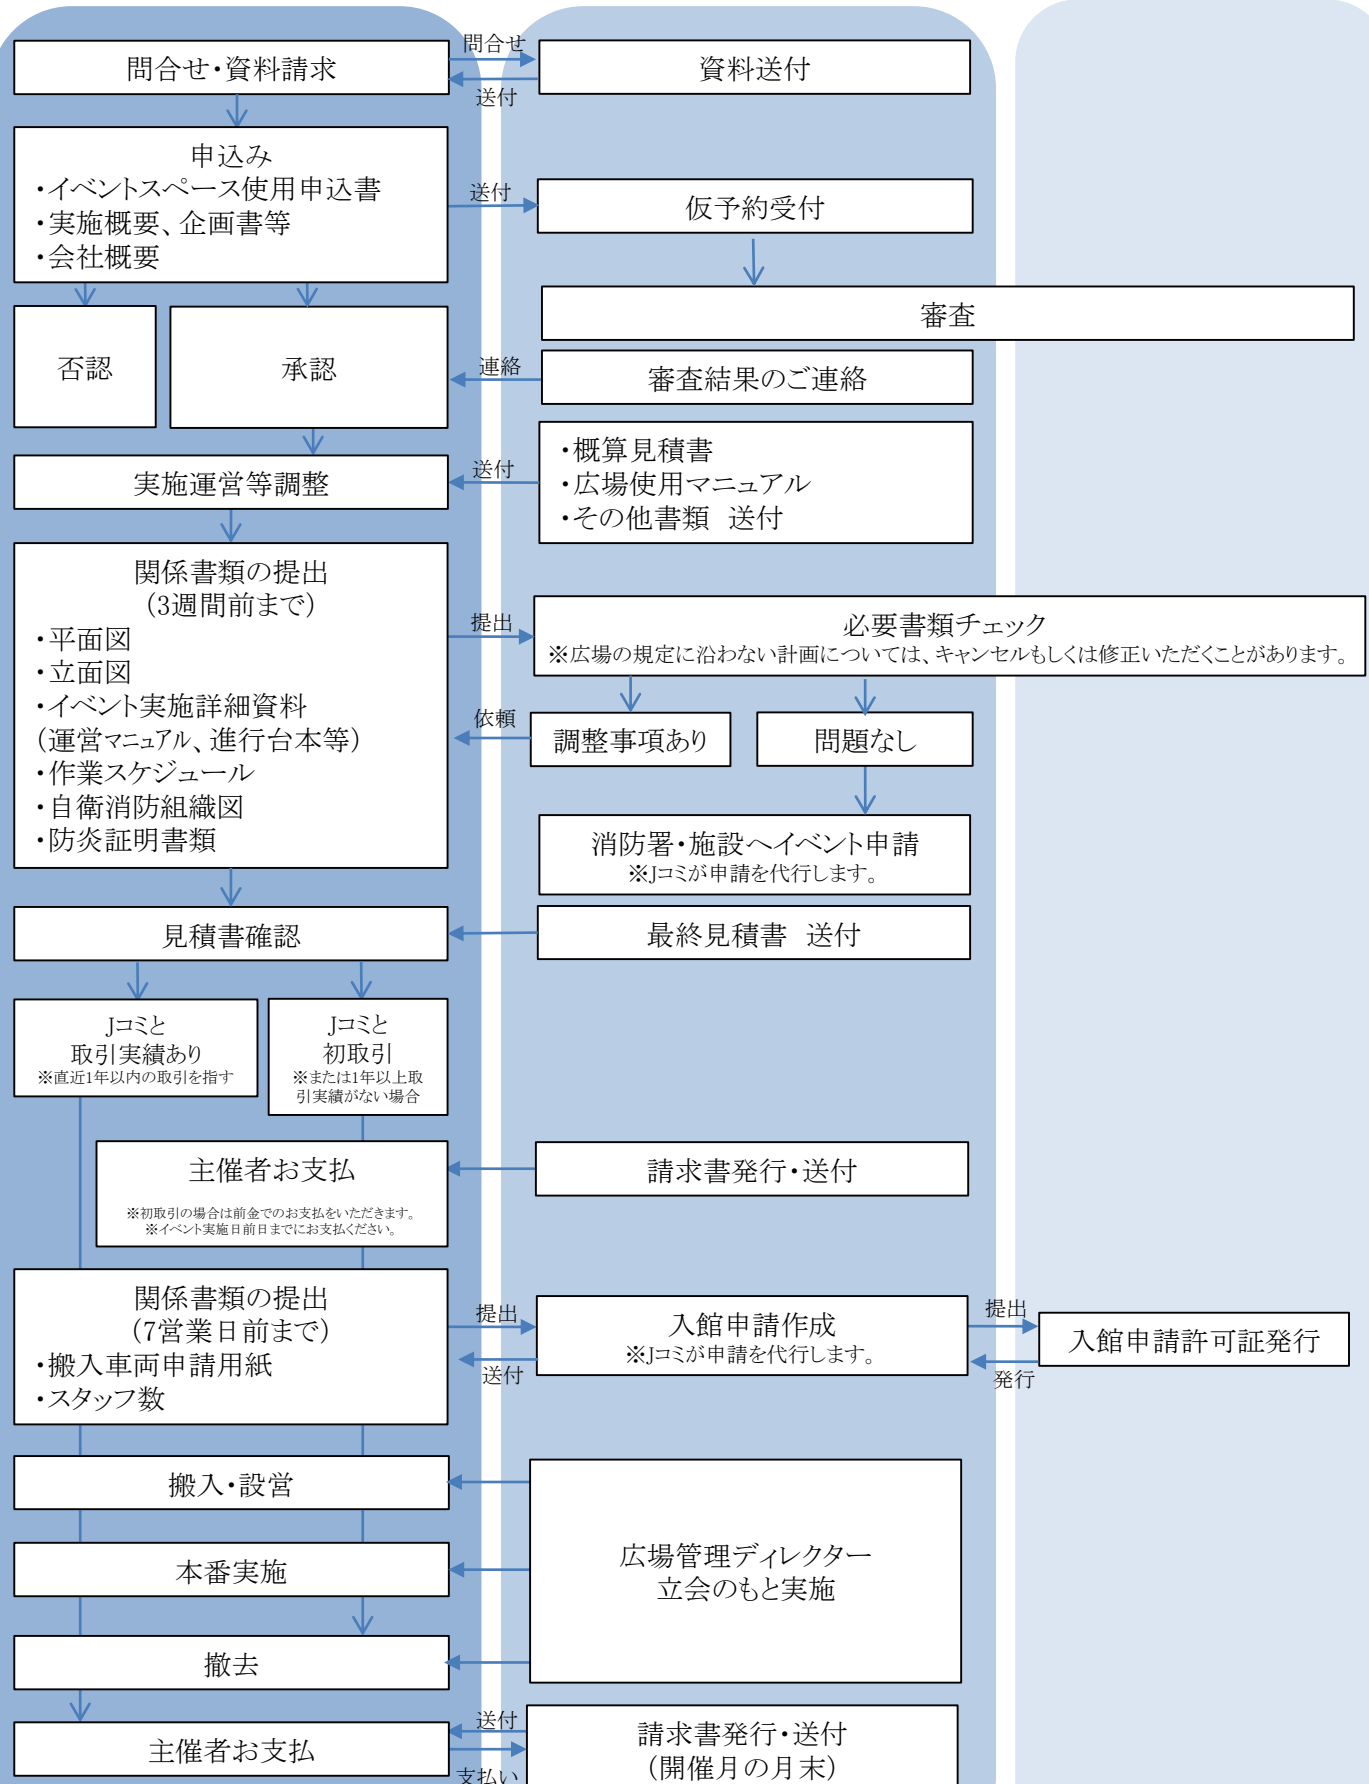 問合せ・資料請求
問合せ
送付
資料送付
申込み
・イベントスペース使用申込書
・実施概要、企画書等
・会社概要
送付
仮予約受付
審査
否認
承認
連絡
審査結果のご連絡
実施運営等調整
送付
・概算見積書
・広場使用マニュアル
・その他書類 送付
関係書類の提出
（3週間前まで）
・平面図
・立面図
・イベント実施詳細資料
（運営マニュアル、進行台本等）
・作業スケジュール
・自衛消防組織図
・防炎証明書類
提出
必要書類チェック
※広場の規定に沿わない計画については、キャンセルもしくは修正いただくことがあります。
依頼
調整事項あり
問題なし
消防署・施設へイベント申請
※Jコミが申請を代行します。
見積書確認
最終見積書 送付
Jコミと
取引実績あり
※直近1年以内の取引を指す
Jコミと
初取引
※または1年以上取
引実績がない場合
主催者お支払
※初取引の場合は前金でのお支払をいただきます。
※イベント実施日前日までにお支払ください。
請求書発行・送付
関係書類の提出
（7営業日前まで）
・搬入車両申請用紙
・スタッフ数
提出
送付
入館申請作成
※Jコミが申請を代行します。
提出
発行
入館申請許可証発行
搬入・設営
本番実施
撤去
広場管理ディレクター
立会のもと実施
主催者お支払
送付
支払い
請求書発行・送付
（開催月の月末）